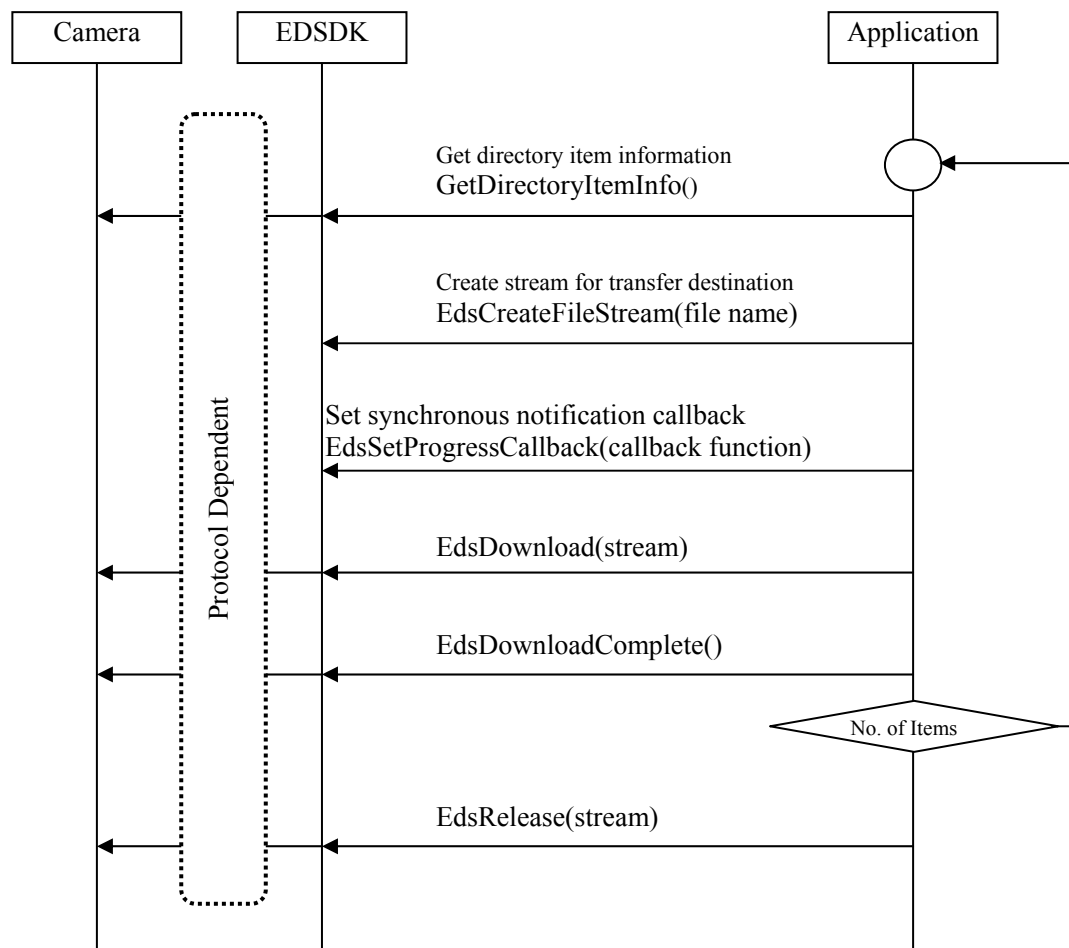 Camera
EDSDK
Application
Get directory item information
GetDirectoryItemInfo()
Create stream for transfer destination
EdsCreateFileStream(file name)
Set synchronous notification callback
EdsSetProgressCallback(callback function)
Protocol Dependent
EdsDownload(stream)
EdsDownloadComplete()
No. of Items
EdsRelease(stream)